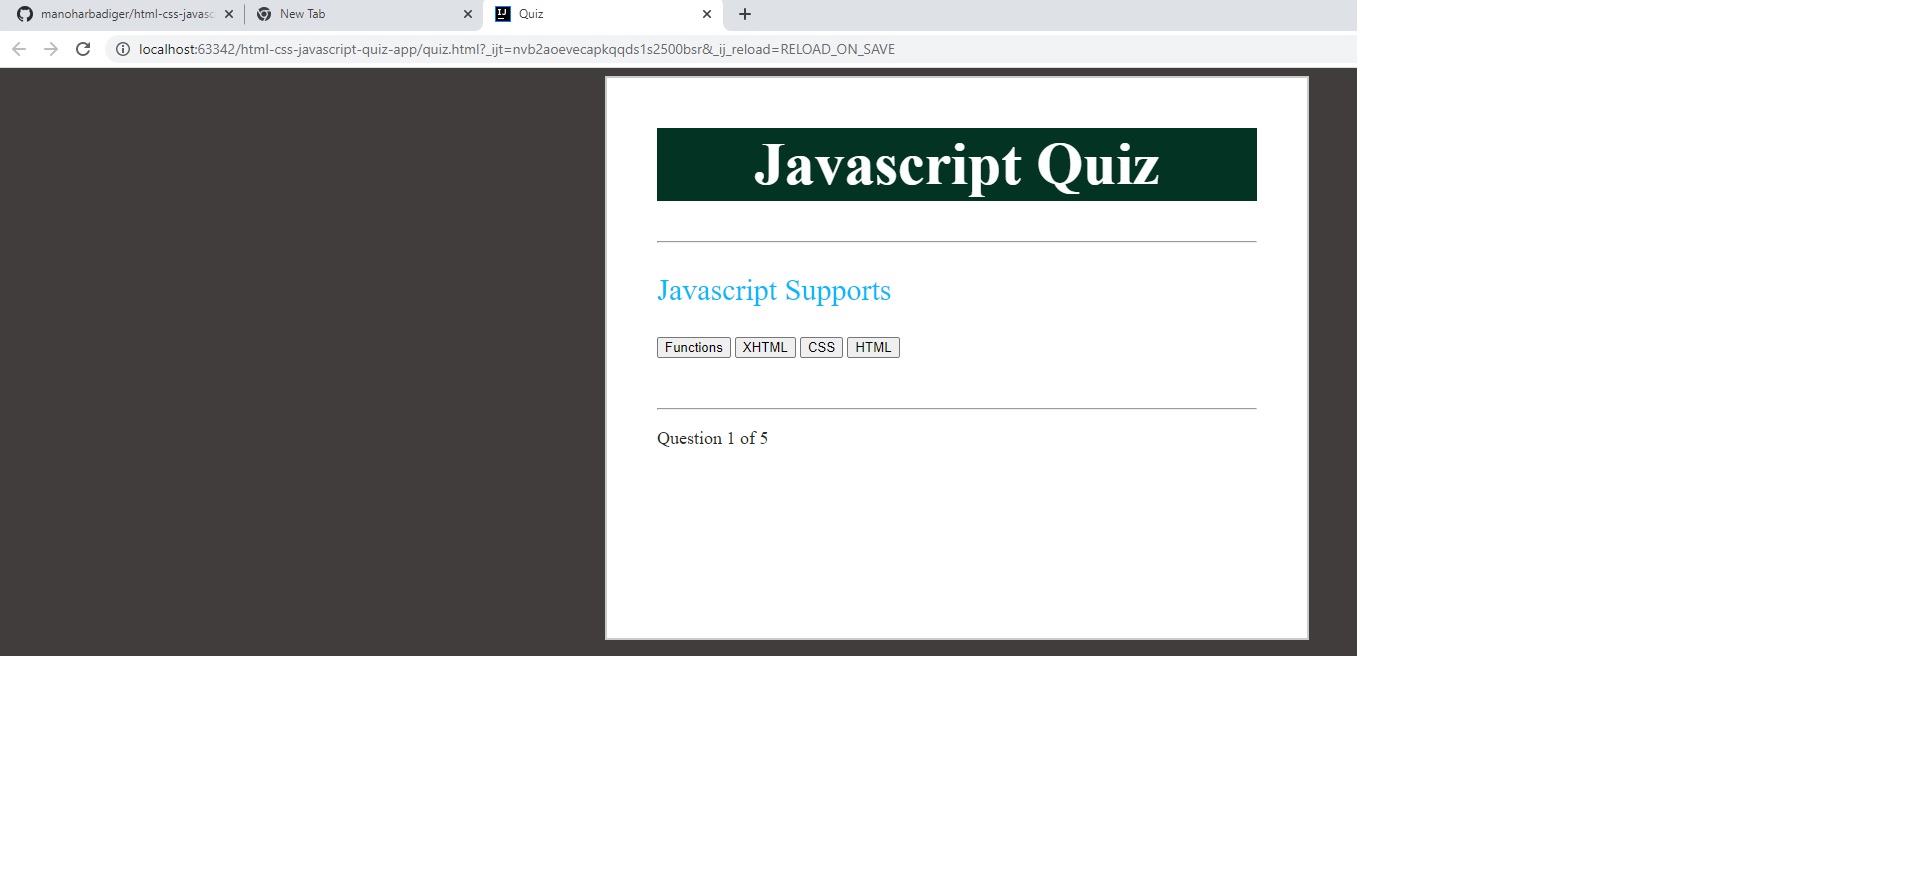 manoharbadiger/html-css-javasc
New Tab
Quiz
localhost:63342/html-css-javascript-quiz-app/quiz.html?_ijt=nvb2aoevecapkqqds1s2500bsr&_ij_reload=RELOAD_ON_SAVE
Javascript Quiz
Javascript Supports
Functions XHTML CSS HTML
Question 1 of 5